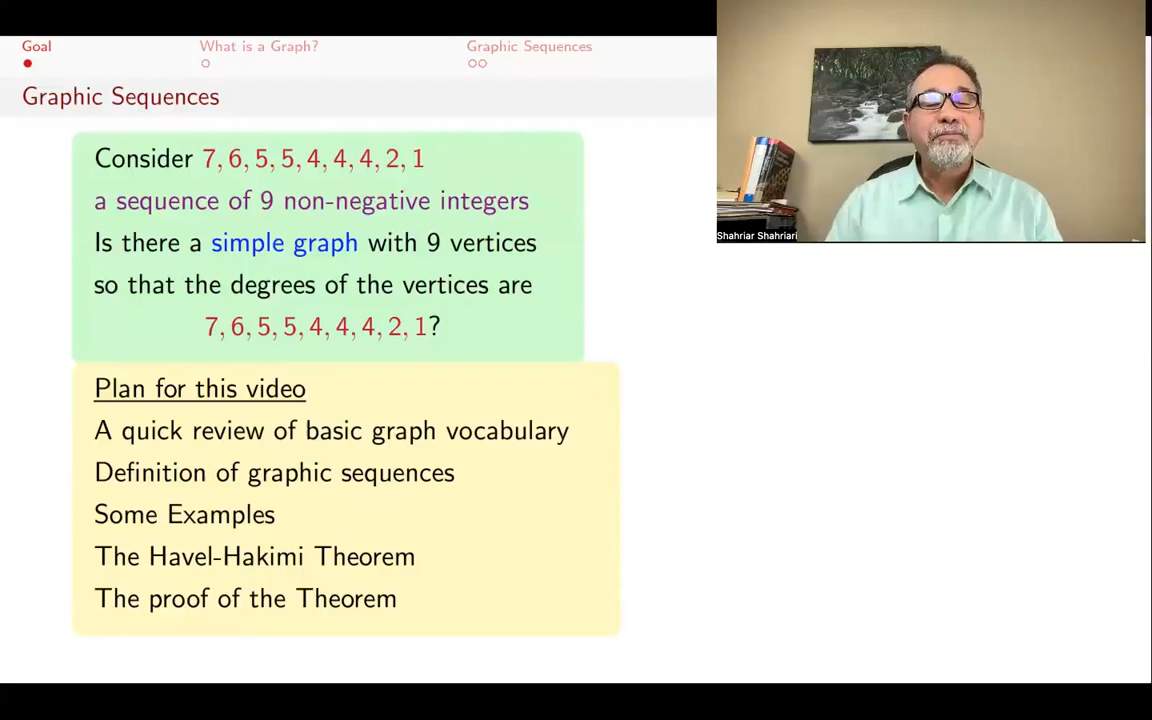 Goal
What is a Graph?
Graphic Sequences
Graphic Sequences
Consider 7, 6, 5, 5, 4, 4, 4, 2, 1
a sequence of 9 non-negative integers
Is there a simple graph with 9 vertices
so that the degrees of the vertices are
7, 6, 5, 5, 4, 4, 4, 2, 1?
Plan for this video
A quick review of basic graph vocabulary
Definition of graphic sequences
Some Examples
The Havel-Hakimi Theorem
The proof of the Theorem
Shahriar Shahriari